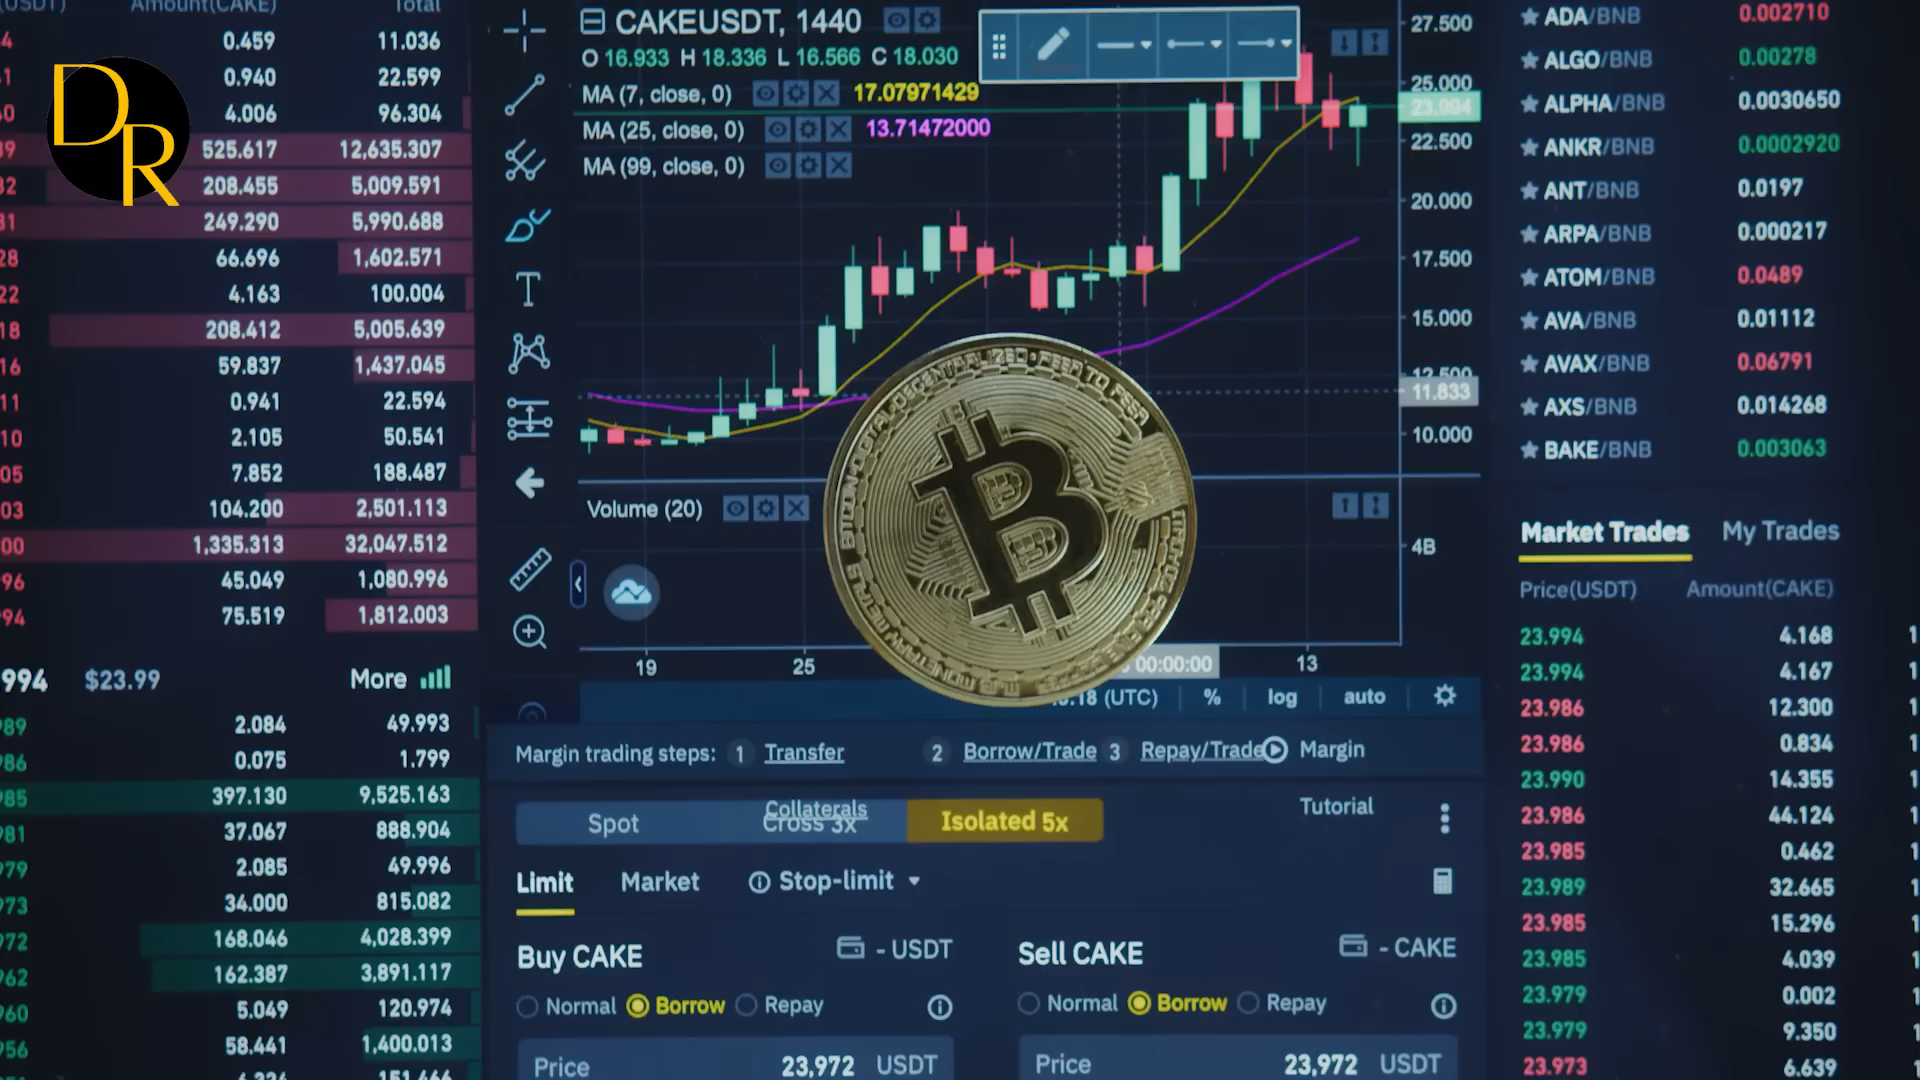 DR
USDT) Amount(CAKE) Total
0.459 11.036
0.940 22.599
4.006 96.304
525.617 12,635.307
208.455 5,009.591
249.290 5,990.688
66.696 1,602.571
4.163 100.004
208.412 5,005.639
59.837 1,437.045
0.941 22.594
2.105 50.541
7.852 188.487
104.200 2,501.113
1,335.313 32,047.512
45.049 1,080.996
75.519 1,812.003
994 $23.99 More
2.084 49.993
0.075 1.799
397.130 9,525.163
37.067 888.904
2.085 49.996
34.000 815.082
168.046 4,028.399
162.387 3,891.117
5.049 120.974
58.441 1,400.013
CAKEUSDT, 1440
O 16.933 H 18.336 L 16.566 C 18.030
MA (7, close, 0) 17.07971429
MA (25, close, 0) 13.71472000
MA (99, close, 0)
27.500
25.000
23.994
22.500
20.000
17.500
15.000
12.500
11.833
10.000
Volume (20)
4B
19 25 00:00:00 13
(UTC) % log auto
DECENTRALIZED PEER TO PEER
B
Margin trading steps: 1 Transfer 2 Borrow/Trade 3 Repay/Trade Margin
Collaterals Tutorial
Spot Cross 3x Isolated 5x
Limit Market Stop-limit
Buy CAKE - USDT
Normal Borrow Repay
Price 23,972 USDT
Sell CAKE - CAKE
Normal Borrow Repay
Price 23,972 USDT
ADA/BNB 0.002710
ALGO/BNB 0.00278
ALPHA/BNB 0.0030650
ANKR/BNB 0.0002920
ANT/BNB 0.0197
ARPA/BNB 0.000217
ATOM/BNB 0.0489
AVA/BNB 0.01112
AVAX/BNB 0.06791
AXS/BNB 0.014268
BAKE/BNB 0.003063
Market Trades My Trades
Price(USDT) Amount(CAKE)
23.994 4.168
23.994 4.167
23.986 12.300
23.986 0.834
23.990 14.355
23.986 44.124
23.985 0.462
23.989 32.665
23.985 15.296
23.985 4.039
23.979 0.002
23.979 9.350
23.973 6.639